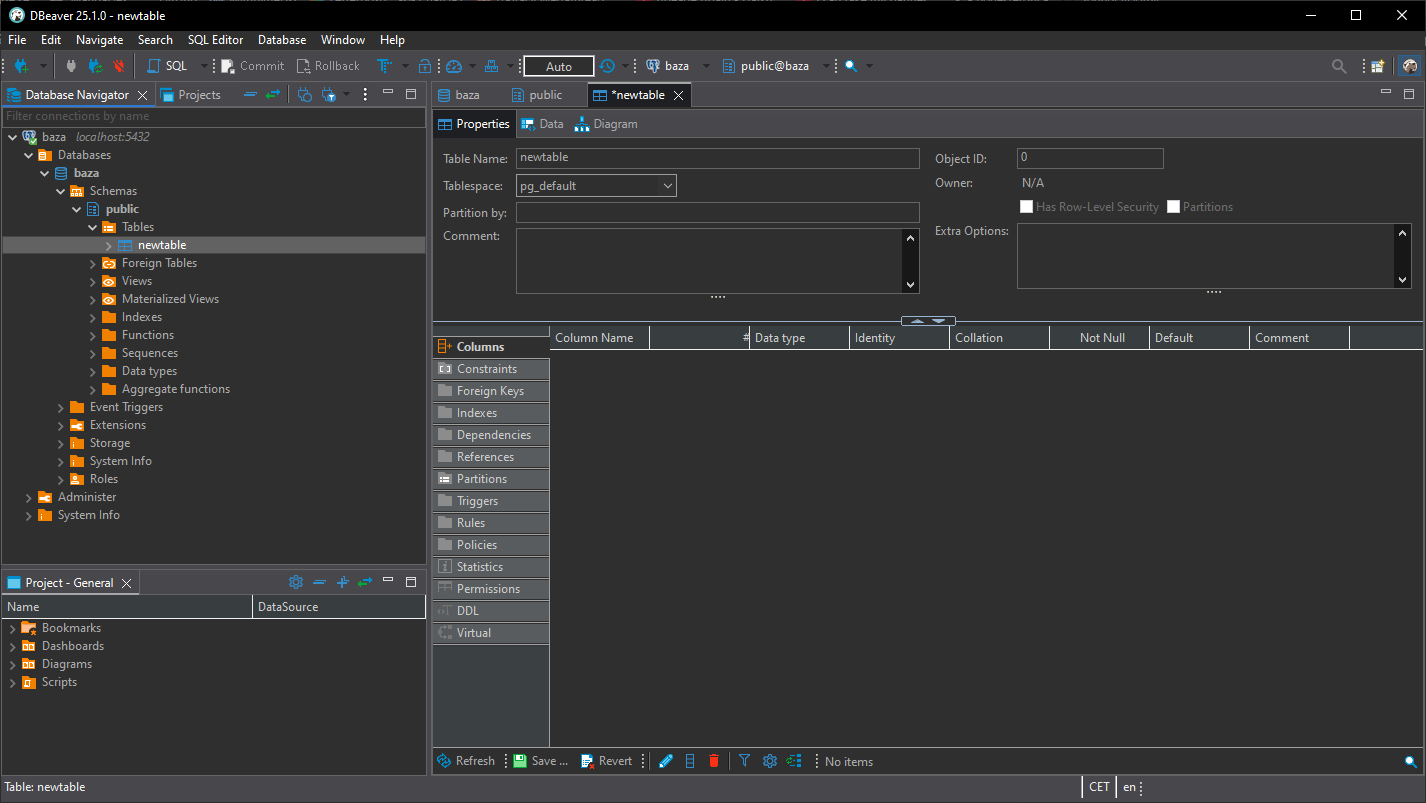 DBeaver 25.1.0 - newtable
File Edit Navigate Search SQL Editor Database Window Help
SQL Commit Rollback Auto baza public@baza
Database Navigator Projects
Filter connections by name
baza localhost:5432
Databases
baza
Schemas
public
Tables
newtable
Foreign Tables
Views
Materialized Views
Indexes
Functions
Sequences
Data types
Aggregate functions
Event Triggers
Extensions
Storage
System Info
Roles
Administer
System Info
Project - General
Name DataSource
Bookmarks
Dashboards
Diagrams
Scripts
baza public *newtable
Properties Data Diagram
Table Name: newtable
Tablespace: pg_default
Partition by:
Comment:
Object ID: 0
Owner: N/A
Has Row-Level Security Partitions
Extra Options:
Columns
Constraints
Foreign Keys
Indexes
Dependencies
References
Partitions
Triggers
Rules
Policies
Statistics
Permissions
DDL
Virtual
Column Name # Data type Identity Collation Not Null Default Comment
Refresh Save ... Revert No items
Table: newtable CET en